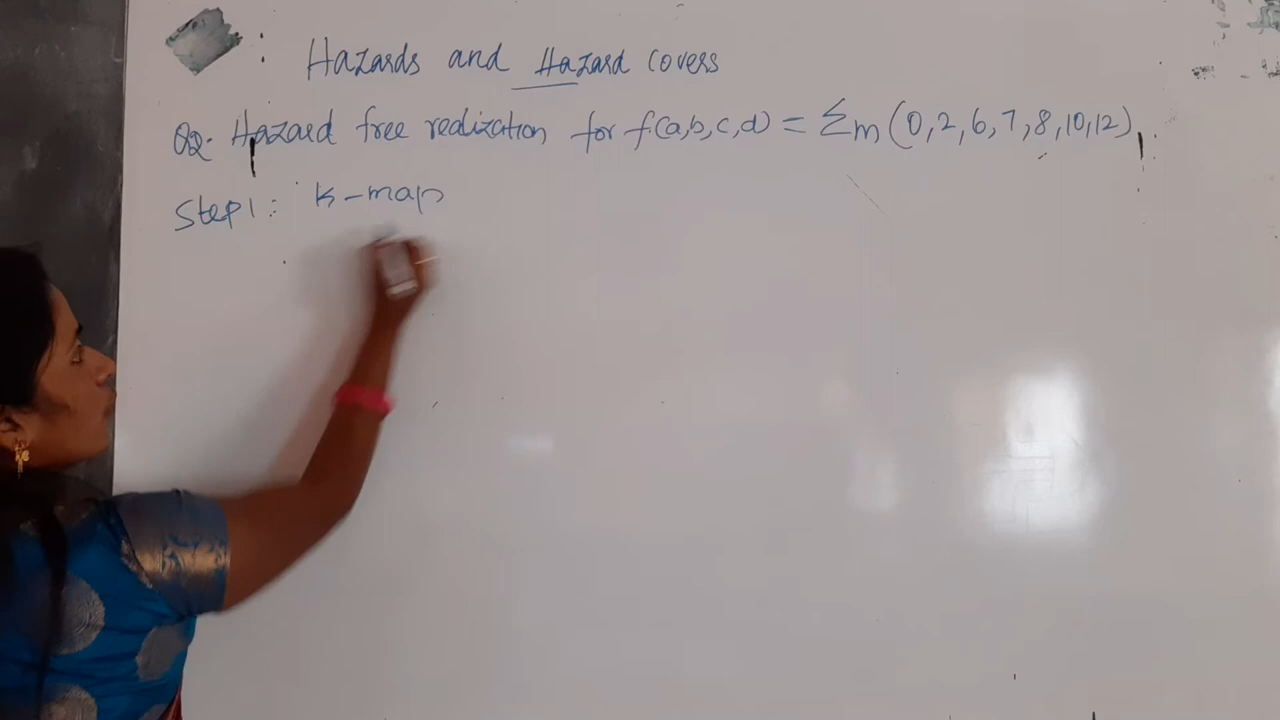 : Hazards and Hazard covers
Q2. Hazard free realization for f(a,b,c,d) = Σm (0,2,6,7,8,10,12).
Step1: K-map